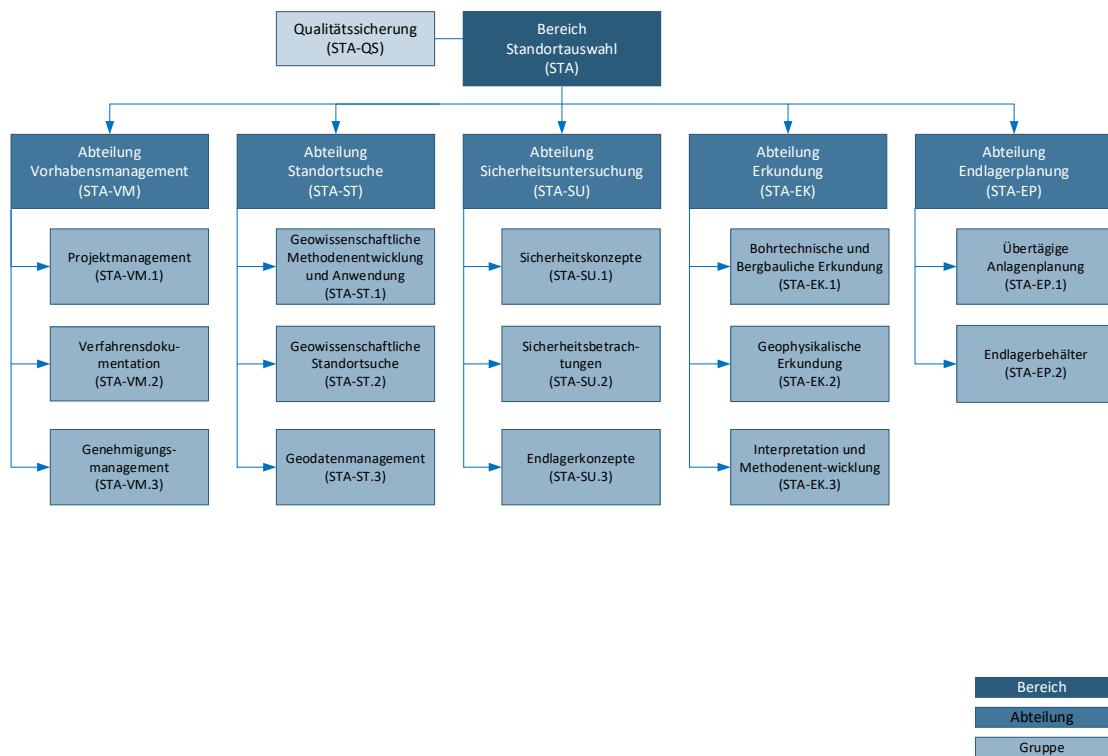 Qualitätssicherung
(STA-QS)
Bereich
Standortauswahl
(STA)
Abteilung
Vorhabensmanagement
(STA-VM)
Abteilung
Standortsuche
(STA-ST)
Abteilung
Sicherheitsuntersuchung
(STA-SU)
Abteilung
Erkundung
(STA-EK)
Abteilung
Endlagerplanung
(STA-EP)
Projektmanagement
(STA-VM.1)
Geowissenschaftliche
Methodenentwicklung
und Anwendung
(STA-ST.1)
Sicherheitskonzepte
(STA-SU.1)
Bohrtechnische und
Bergbauliche Erkundung
(STA-EK.1)
Übertägige
Anlagenplanung
(STA-EP.1)
Verfahrensdoku-
mentation
(STA-VM.2)
Geowissenschaftliche
Standortsuche
(STA-ST.2)
Sicherheitsbetrach-
tungen
(STA-SU.2)
Geophysikalische
Erkundung
(STA-EK.2)
Endlagerbehälter
(STA-EP.2)
Genehmigungs-
management
(STA-VM.3)
Geodatenmanagement
(STA-ST.3)
Endlagerkonzepte
(STA-SU.3)
Interpretation und
Methodenent-wicklung
(STA-EK.3)
Bereich
Abteilung
Gruppe